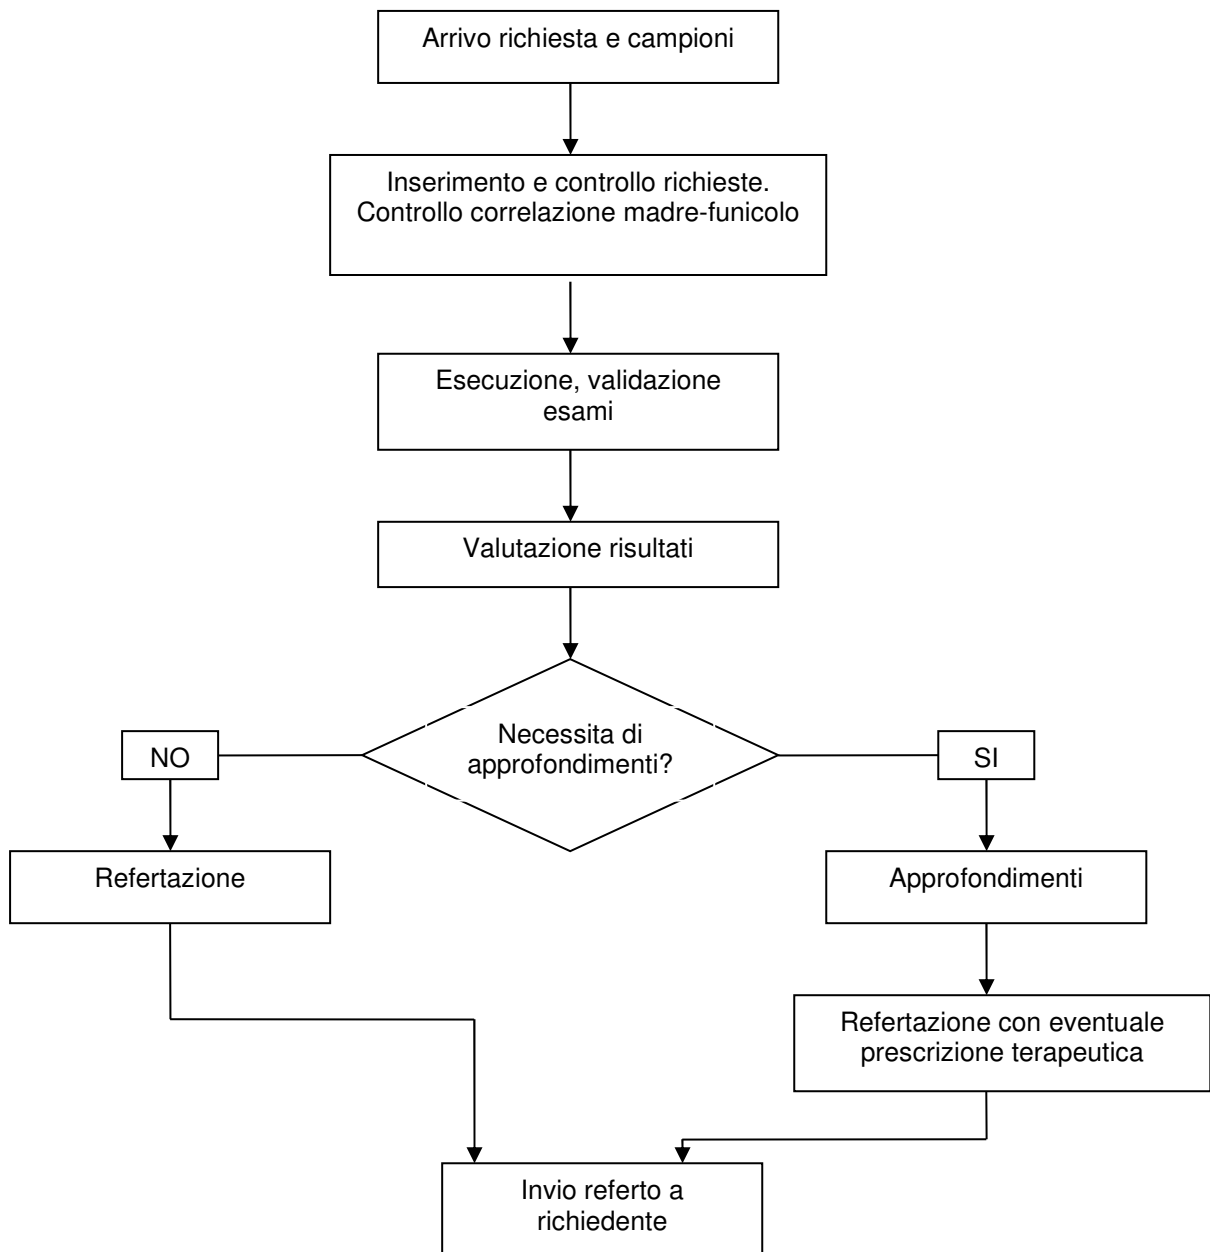 Arrivo richiesta e campioni
Inserimento e controllo richieste.
Controllo correlazione madre-funicolo
Esecuzione, validazione
esami
Valutazione risultati
Necessita di
approfondimenti?
NO
SI
Refertazione
Approfondimenti
Refertazione con eventuale
prescrizione terapeutica
Invio referto a
richiedente